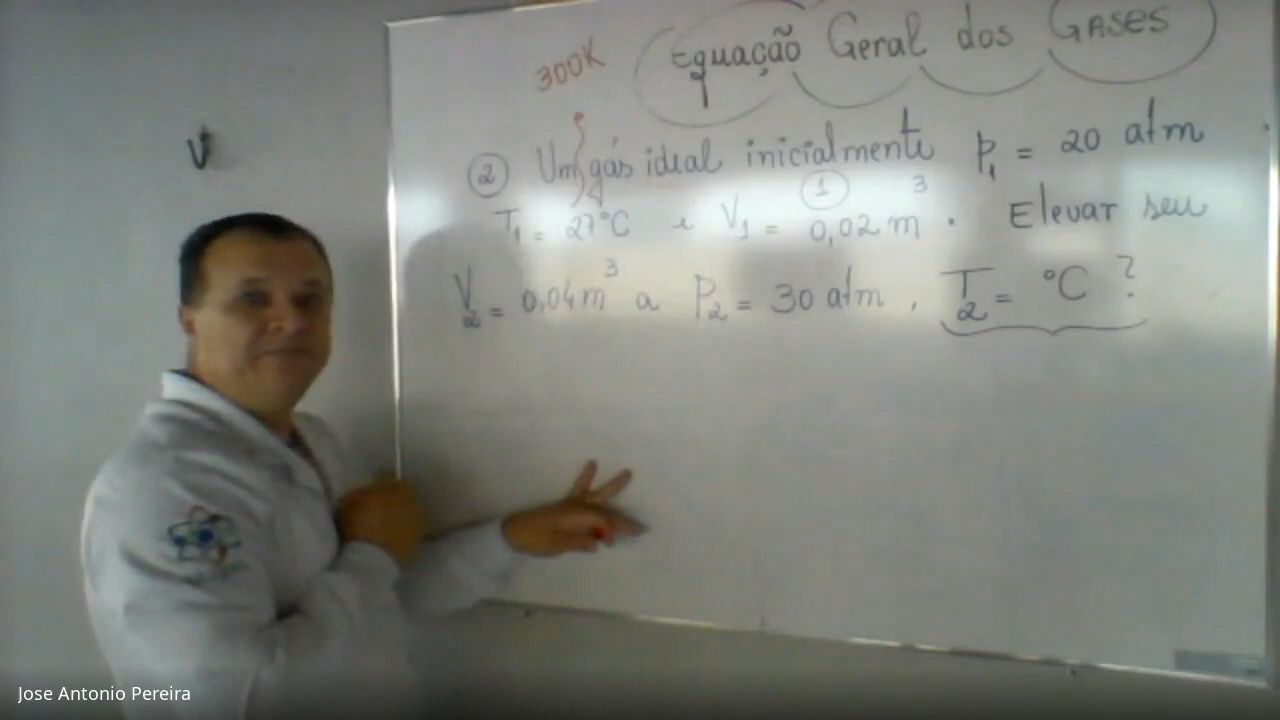 Equação Geral dos GASES
300K
V
② Um gás ideal inicialmente P₁ = 20 atm
①
T₁ = 27°C e V₁ = 0,02 m³ . Elevar seu
V₂ = 0,04 m³ a P₂ = 30 atm , T₂ = °C ?
Jose Antonio Pereira